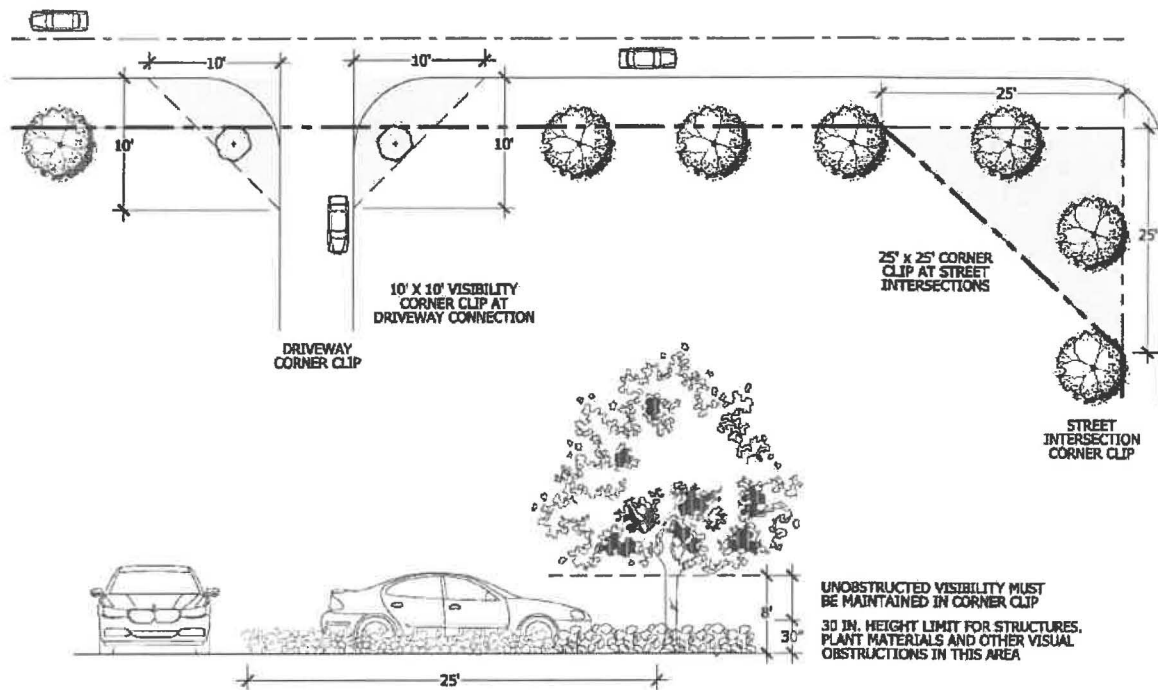 10'
10'
25'
10'
10'
25'
25' x 25' CORNER
CLIP AT STREET
INTERSECTIONS
10' X 10' VISIBILITY
CORNER CLIP AT
DRIVEWAY CONNECTION
DRIVEWAY
CORNER CLIP
STREET
INTERSECTION
CORNER CLIP
UNOBSTRUCTED VISIBILITY MUST
BE MAINTAINED IN CORNER CLIP
8'
30"
30 IN. HEIGHT LIMIT FOR STRUCTURES,
PLANT MATERIALS AND OTHER VISUAL
OBSTRUCTIONS IN THIS AREA
25'